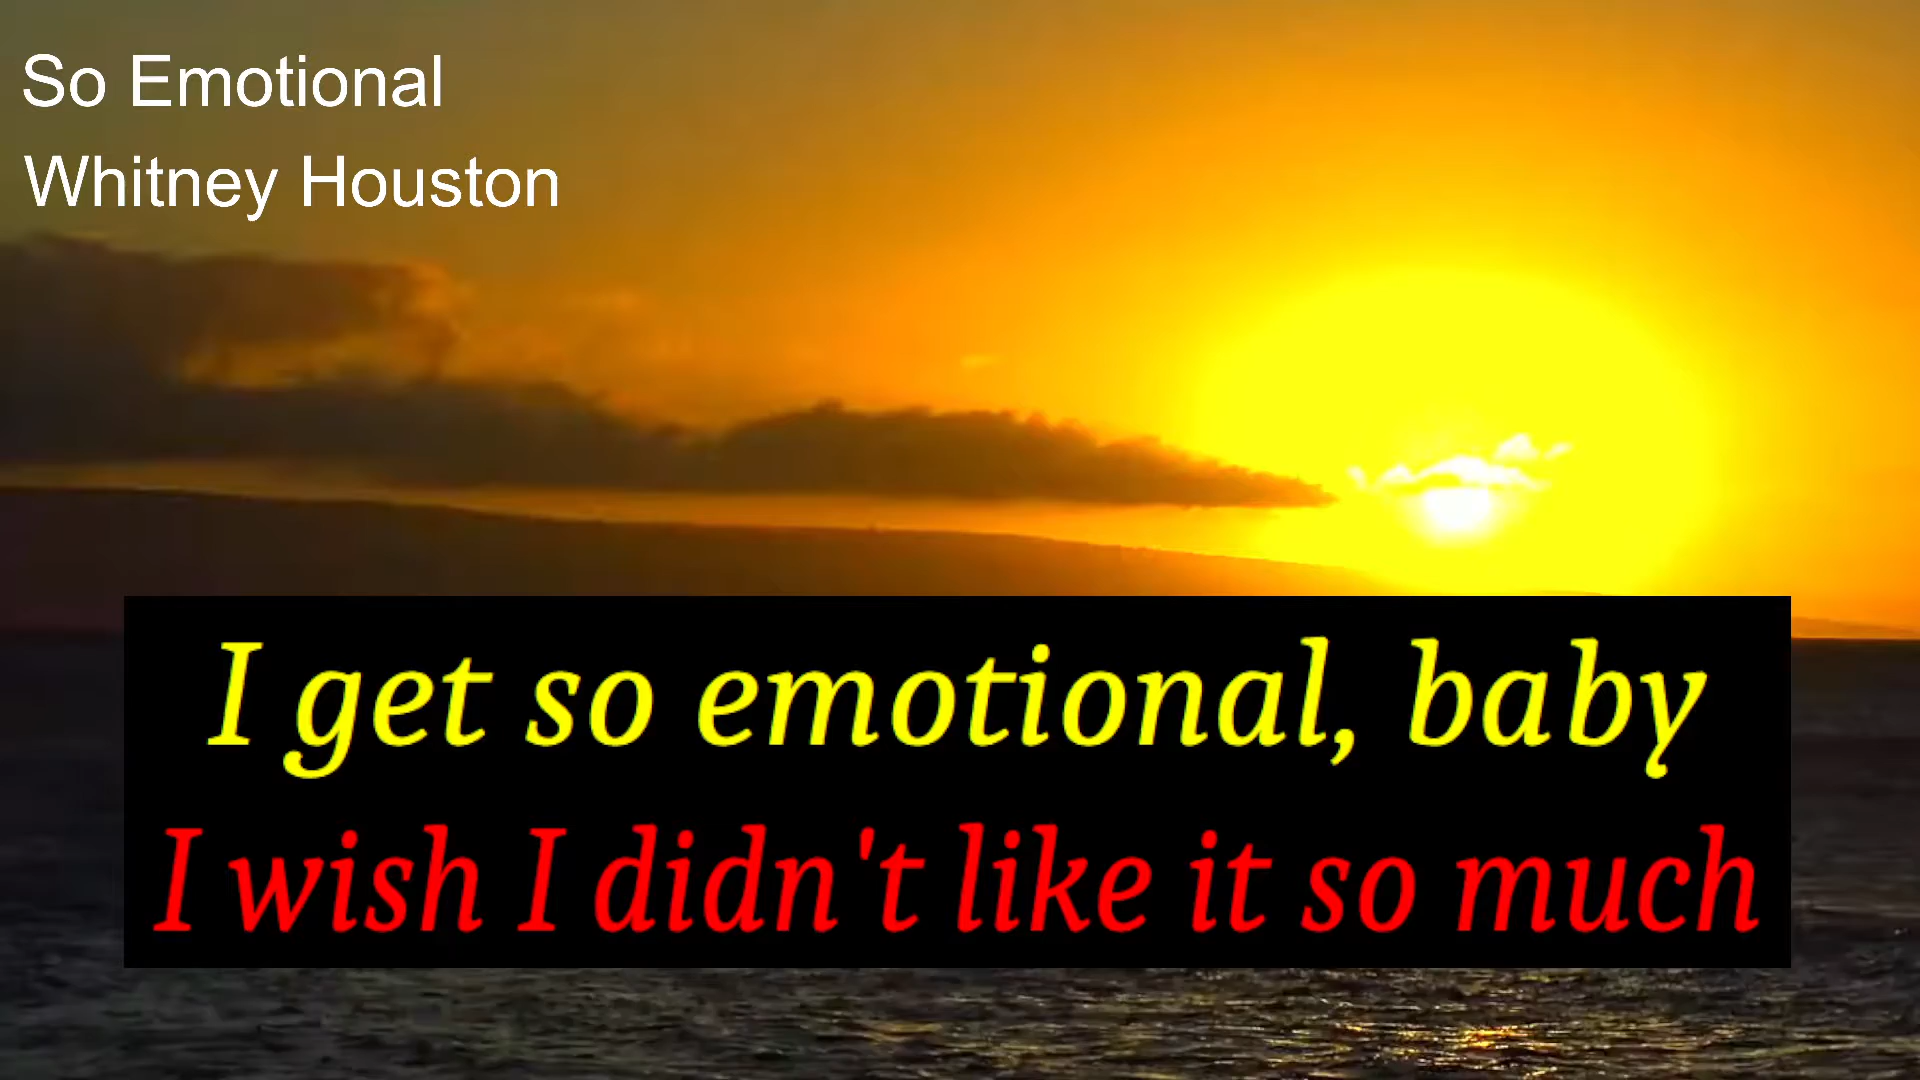 So Emotional
Whitney Houston
I get so emotional, baby
I wish I didn't like it so much